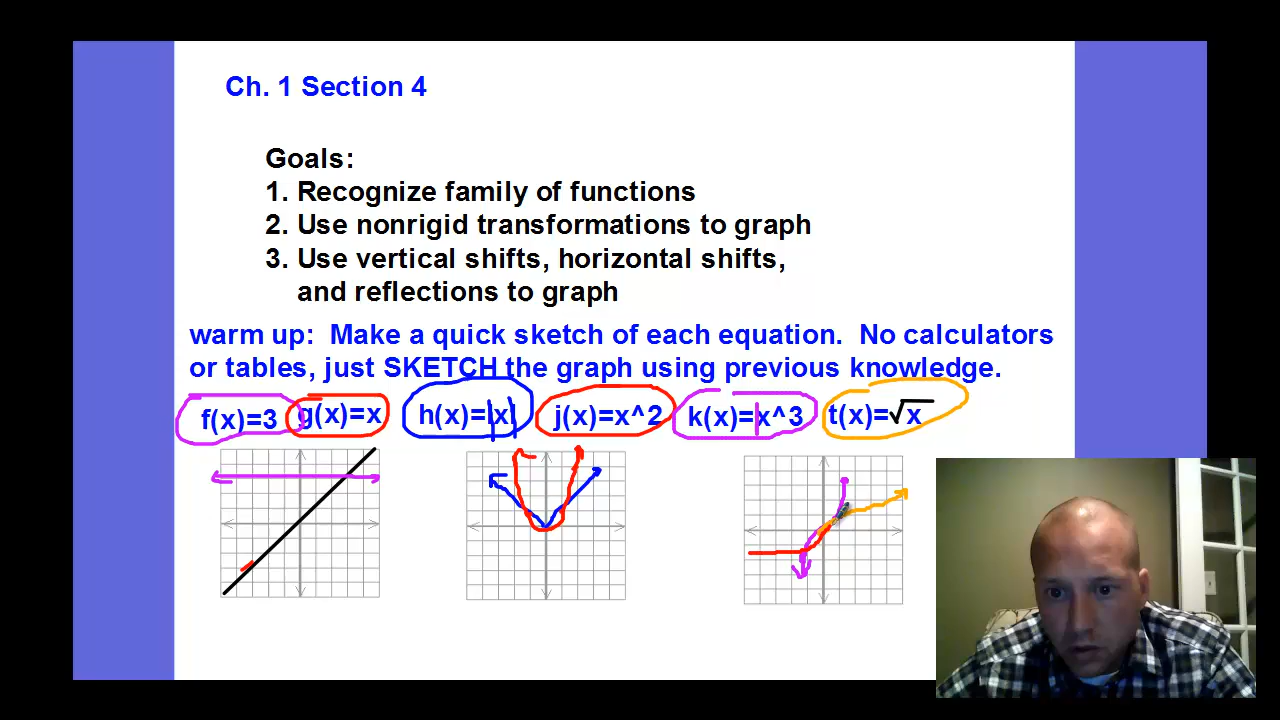 Ch. 1 Section 4
Goals:
1. Recognize family of functions
2. Use nonrigid transformations to graph
3. Use vertical shifts, horizontal shifts,
and reflections to graph
warm up: Make a quick sketch of each equation. No calculators
or tables, just SKETCH the graph using previous knowledge.
f(x)=3 g(x)=x h(x)=|x| j(x)=x^2 k(x)=x^3 t(x)=√x